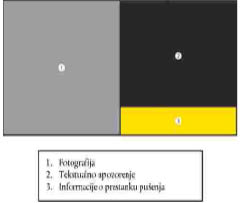 1
2
3
1. Fotografija
2. Tekstualno upozorenje
3. Informacije o prestanku pušenja